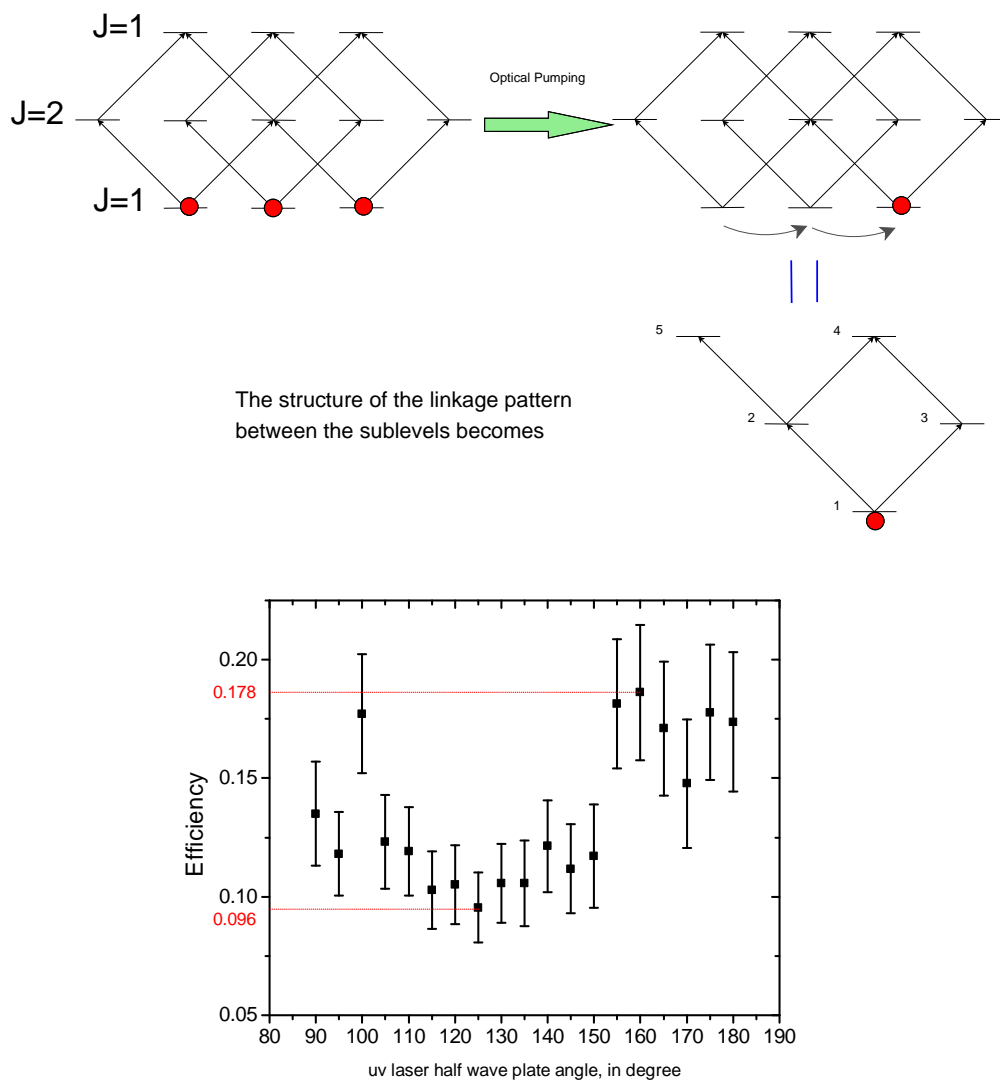 J=1
Optical Pumping
J=2
J=1
5
4
The structure of the linkage pattern
between the sublevels becomes
2
3
1
0.20
0.178
0.15
Efficiency
0.10
0.096
0.05
80 90 100 110 120 130 140 150 160 170 180 190
uv laser half wave plate angle, in degree